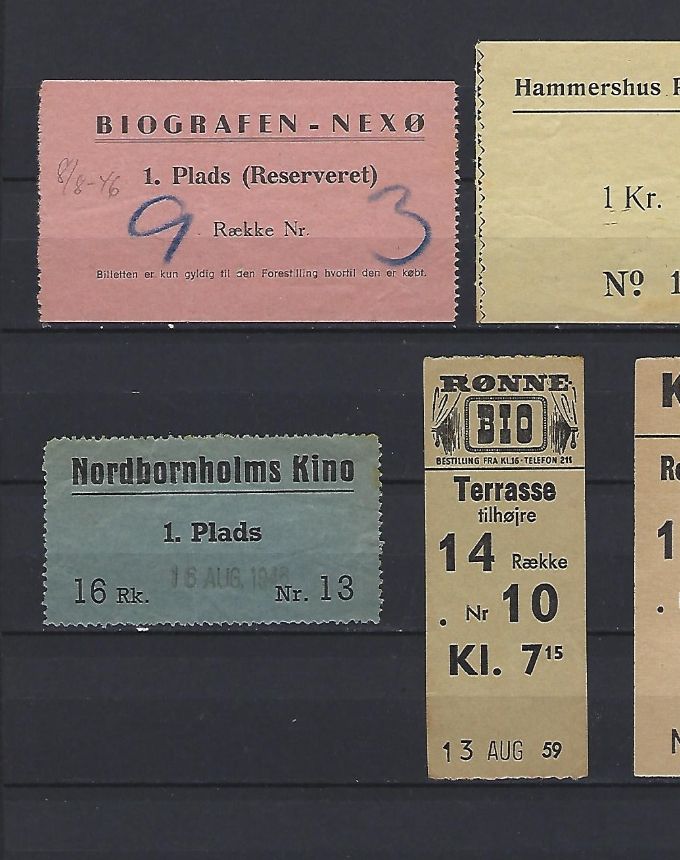 BIOGRAFEN - NEXØ
8/8-46
1. Plads (Reserveret)
9 Række Nr. 3
Billetten er kun gyldig til den Forestilling hvortil den er købt.
Hammershus
1 Kr.
Nº 1
Nordbornholms Kino
1. Plads
16 AUG. 
16 Rk. Nr. 13
RØNNE
BIO
BESTILLING FRA KL.16 - TELEFON 211
Terrasse
tilhøjre
14 Række
. Nr 10
Kl. 7 15
13 AUG 59
K
1
.
N